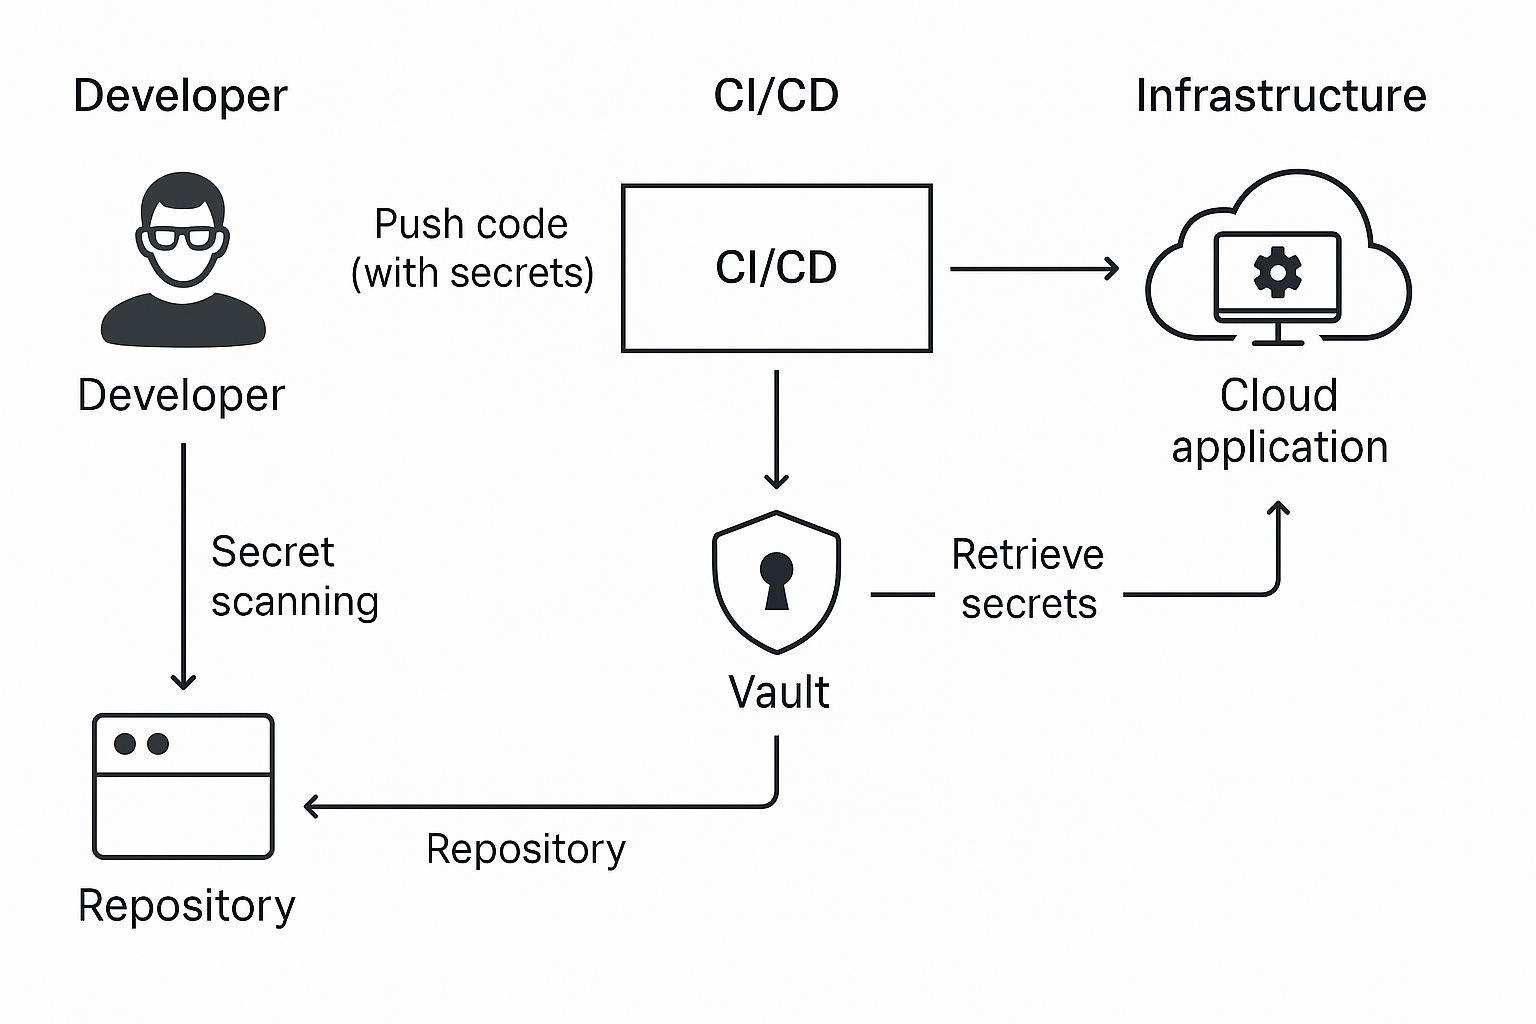 Developer
CI/CD
Infrastructure
Push code
(with secrets)
CI/CD
Developer
Cloud
application
Secret
scanning
Retrieve
secrets
Vault
Repository
Repository